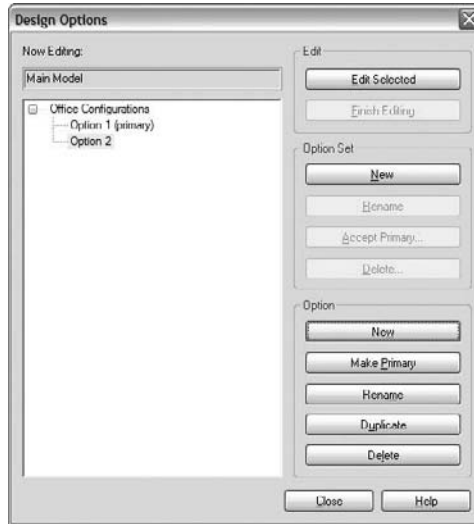 Design Options
Now Editing:
Main Model
Office Configurations
Option 1 (primary)
Option 2
Edit
Edit Selected
Finish Editing
Option Set
New
Rename
Accept Primary...
Delete...
Option
New
Make Primary
Rename
Duplicate
Delete
Close
Help